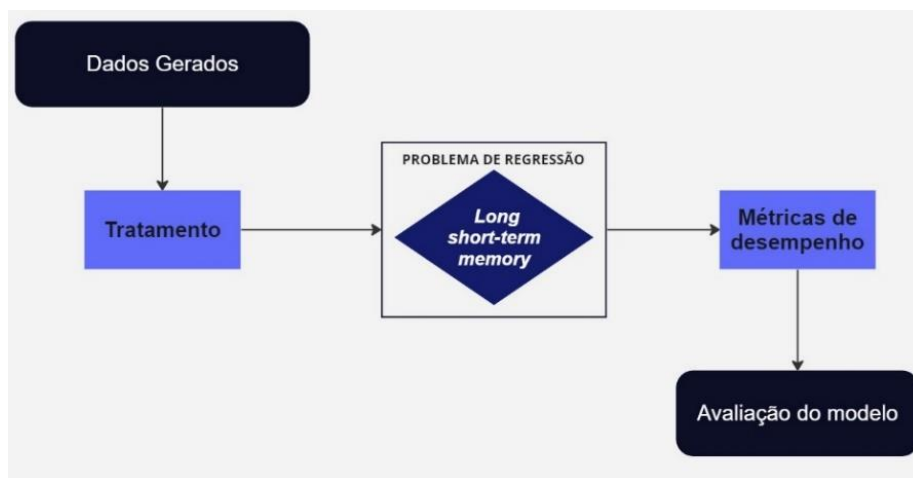 Dados Gerados
Tratamento
PROBLEMA DE REGRESSÃO
Long
short-term
memory
Métricas de
desempenho
Avaliação do modelo